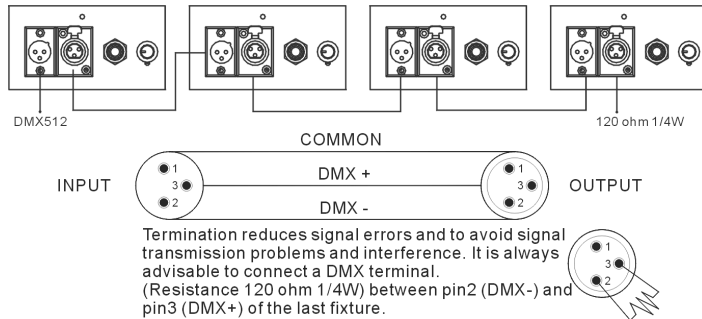 DMX512
120 ohm 1/4W
COMMON
INPUT
1
3
2
DMX +
DMX -
1
3
2
OUTPUT
Termination reduces signal errors and to avoid signal
transmission problems and interference. It is always
advisable to connect a DMX terminal.
(Resistance 120 ohm 1/4W) between pin2 (DMX-) and
pin3 (DMX+) of the last fixture.
1
3
2